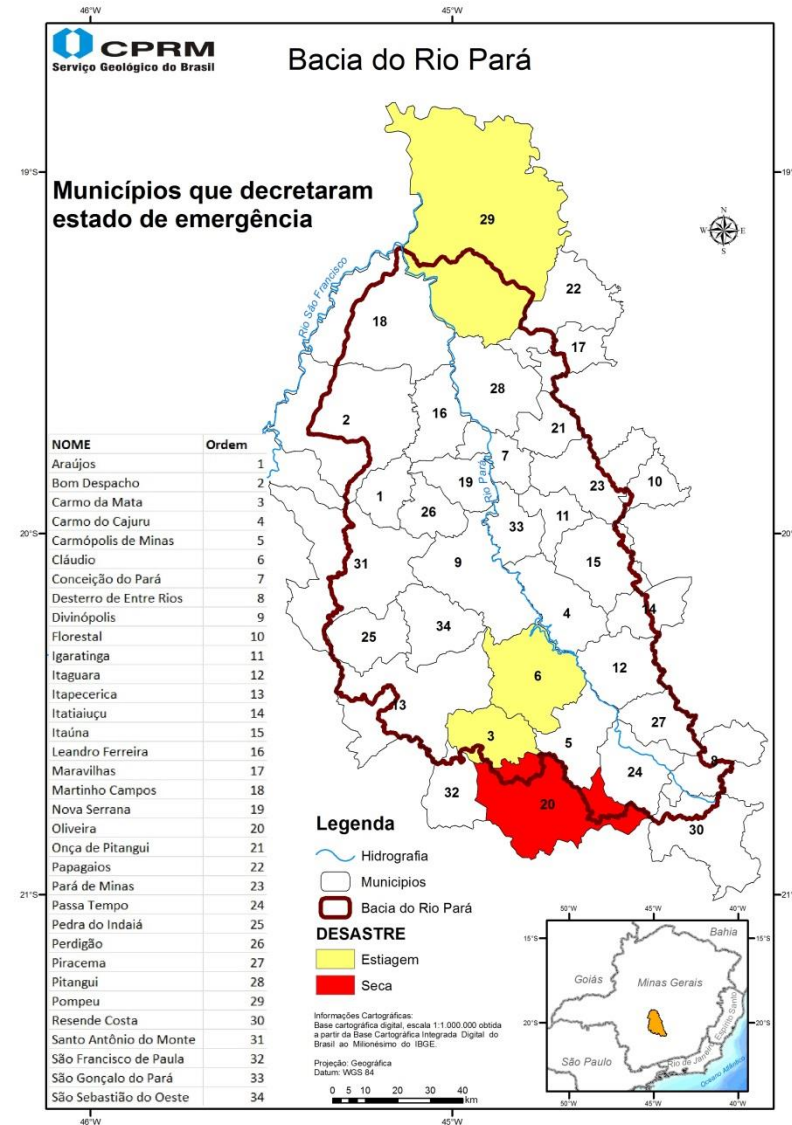 46°W
45°W
CPRM
Serviço Geológico do Brasil
Bacia do Rio Pará
19°S
19°
Municípios que decretaram
estado de emergência
N
W
E
S
29
22
Rio São Francisco
18
17
28
2
16
21
Rio Pará
7
23
10
1
19
26
33
11
20°S
20°
31
9
15
4
14
25
34
12
6
13
27
3
5
8
24
32
20
30
21°S
21°
NOME Ordem
Araújos 1
Bom Despacho 2
Carmo da Mata 3
Carmo do Cajuru 4
Carmópolis de Minas 5
Cláudio 6
Conceição do Pará 7
Desterro de Entre Rios 8
Divinópolis 9
Florestal 10
Igaratinga 11
Itaguara 12
Itapecerica 13
Itatiaiuçu 14
Itaúna 15
Leandro Ferreira 16
Maravilhas 17
Martinho Campos 18
Nova Serrana 19
Oliveira 20
Onça de Pitangui 21
Papagaios 22
Pará de Minas 23
Passa Tempo 24
Pedra do Indaiá 25
Perdigão 26
Piracema 27
Pitangui 28
Pompeu 29
Resende Costa 30
Santo Antônio do Monte 31
São Francisco de Paula 32
São Gonçalo do Pará 33
São Sebastião do Oeste 34
Legenda
Hidrografia
Municipios
Bacia do Rio Pará
DESASTRE
Estiagem
Seca
Informações Cartográficas:
Base cartográfica digital, escala 1:1.000.000 obtida
a partir da Base Cartográfica Integrada Digital do
Brasil ao Milionésimo do IBGE.
Projeção: Geográfica
Datum: WGS 84
0 5 10 20 30 40
km
50°W
45°W
40°W
Bahia
15°S
15°S
Goiás
Minas Gerais
Espírito Santo
20°S
20°S
São Paulo
Rio de Janeiro
Oceano Atlântico
50°W
45°W
40°W
46°W
45°W